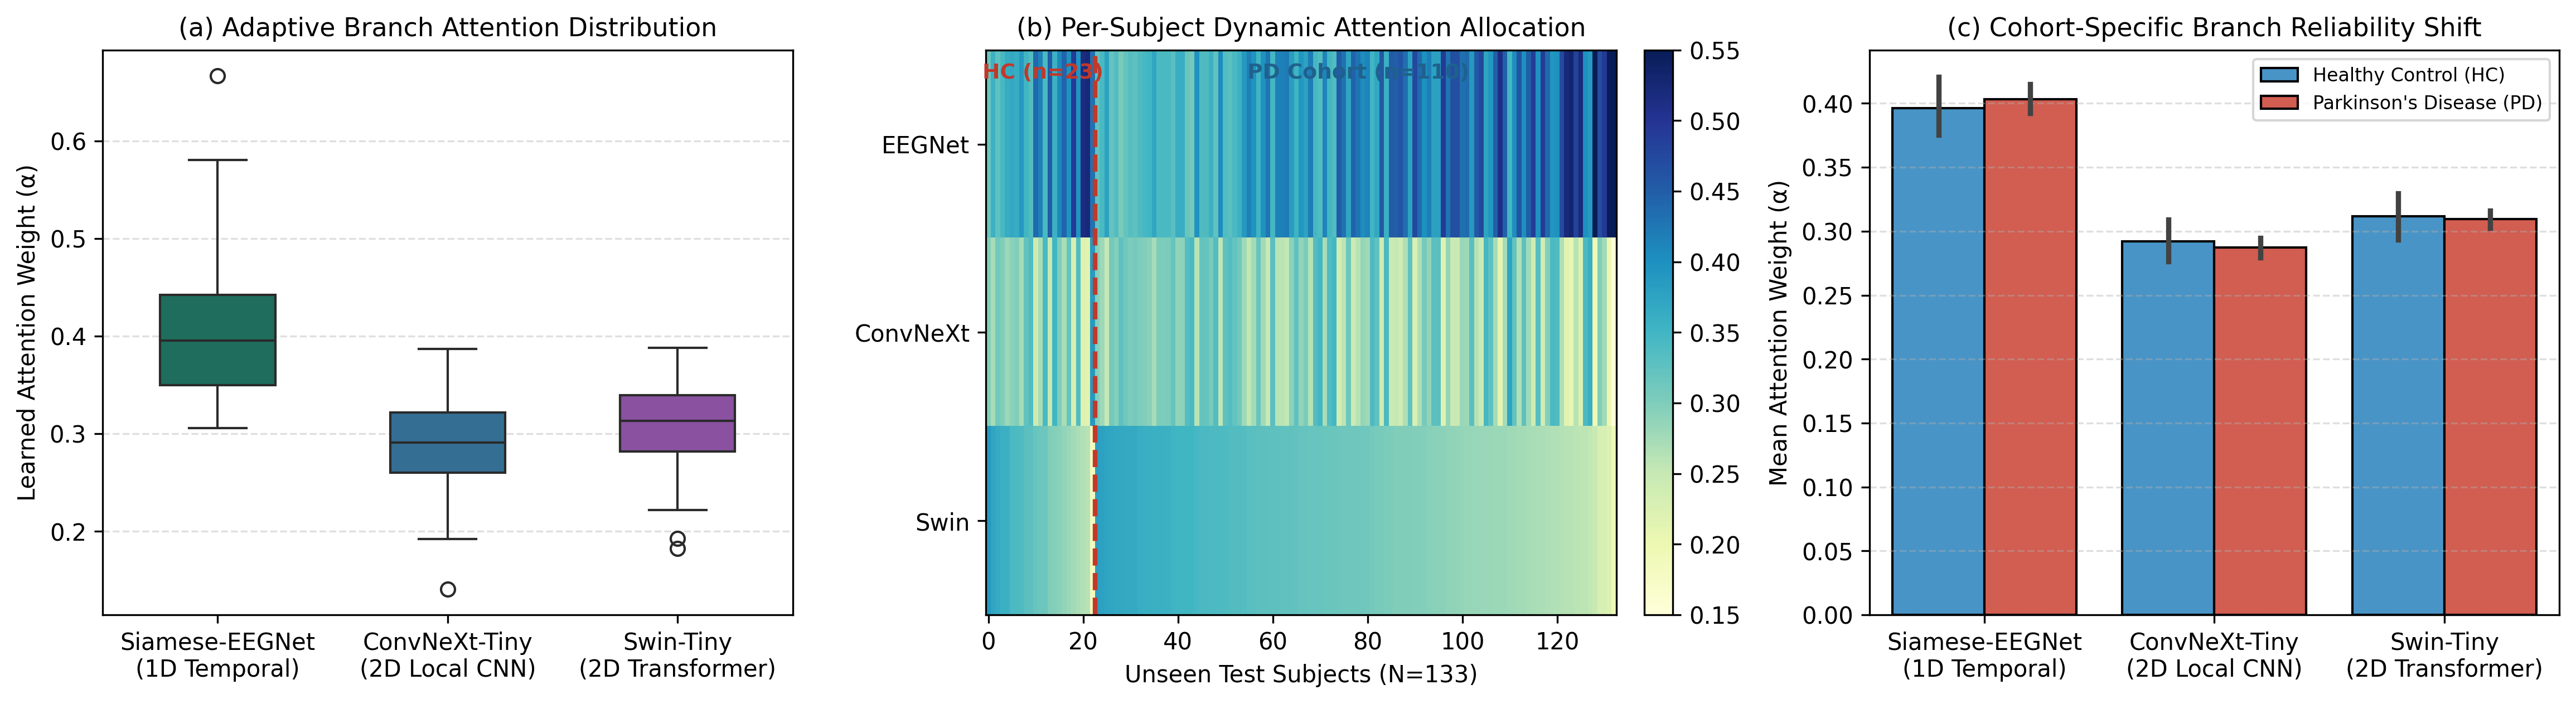 (a) Adaptive Branch Attention Distribution
Learned Attention Weight (α)
0.6
0.5
0.4
0.3
0.2
Siamese-EEGNet
(1D Temporal)
ConvNeXt-Tiny
(2D Local CNN)
Swin-Tiny
(2D Transformer)
(b) Per-Subject Dynamic Attention Allocation
HC (n=23)
PD Cohort (n=110)
EEGNet
ConvNeXt
Swin
0
20
40
60
80
100
120
Unseen Test Subjects (N=133)
0.55
0.50
0.45
0.40
0.35
0.30
0.25
0.20
0.15
(c) Cohort-Specific Branch Reliability Shift
Mean Attention Weight (α)
0.40
0.35
0.30
0.25
0.20
0.15
0.10
0.05
0.00
Healthy Control (HC)
Parkinson's Disease (PD)
Siamese-EEGNet
(1D Temporal)
ConvNeXt-Tiny
(2D Local CNN)
Swin-Tiny
(2D Transformer)